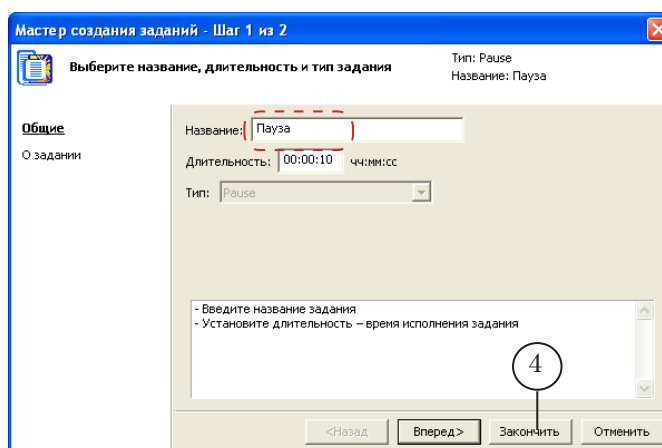 Мастер создания заданий - Шаг 1 из 2
Выберите название, длительность и тип задания
Тип: Pause
Название: Пауза
Общие
О задании
Название: Пауза
Длительность: 00:00:10 чч:мм:сс
Тип: Pause
- Введите название задания
- Установите длительность – время исполнения задания
4
<Назад Вперед> Закончить Отменить